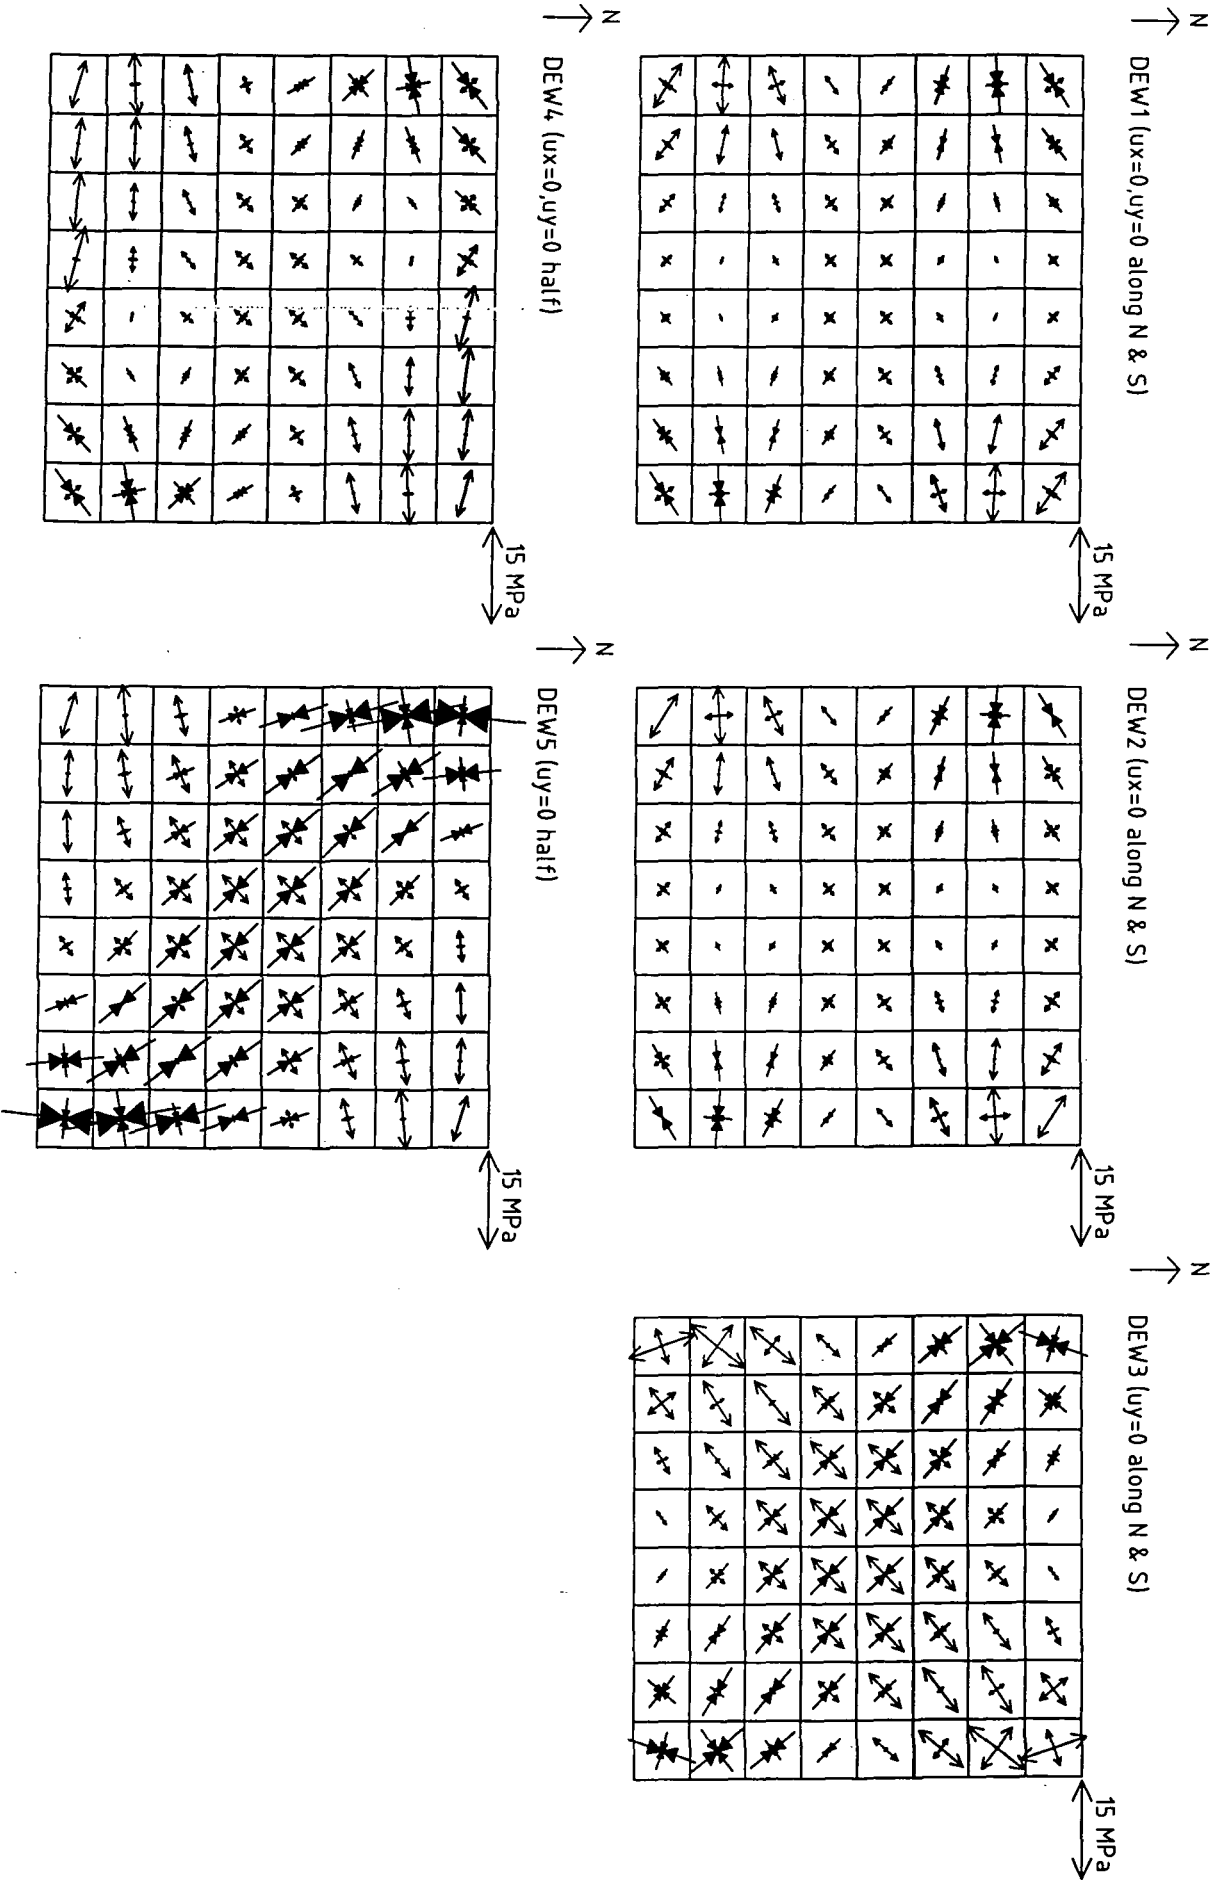 N
DEW1 (ux=0,uy=0 along N & S)
15 MPa
N
DEW2 (ux=0 along N & S)
15 MPa
N
DEW3 (uy=0 along N & S)
15 MPa
N
DEW4 (ux=0,uy=0 half)
15 MPa
N
DEW5 (uy=0 half)
15 MPa